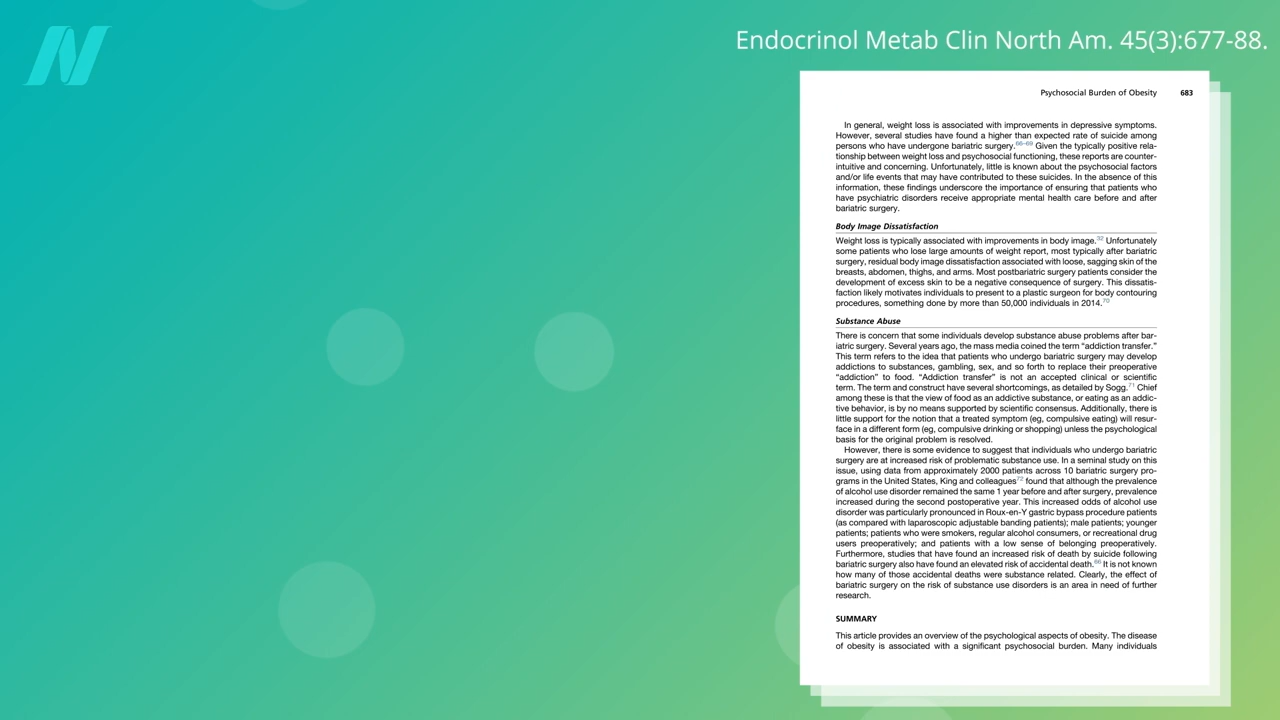 Endocrinol Metab Clin North Am. 45(3):677-88.
Psychosocial Burden of Obesity 683
In general, weight loss is associated with improvements in depressive symptoms.
However, several studies have found a higher than expected rate of suicide among
persons who have undergone bariatric surgery.66–69 Given the typically positive rela-
tionship between weight loss and psychosocial functioning, these reports are counter-
intuitive and concerning. Unfortunately, little is known about the psychosocial factors
and/or life events that may have contributed to these suicides. In the absence of this
information, these findings underscore the importance of ensuring that patients who
have psychiatric disorders receive appropriate mental health care before and after
bariatric surgery.
Body Image Dissatisfaction
Weight loss is typically associated with improvements in body image.32 Unfortunately
some patients who lose large amounts of weight report, most typically after bariatric
surgery, residual body image dissatisfaction associated with loose, sagging skin of the
breasts, abdomen, thighs, and arms. Most postbariatric surgery patients consider the
development of excess skin to be a negative consequence of surgery. This dissatis-
faction likely motivates individuals to present to a plastic surgeon for body contouring
procedures, something done by more than 50,000 individuals in 2014.70
Substance Abuse
There is concern that some individuals develop substance abuse problems after bar-
iatric surgery. Several years ago, the mass media coined the term “addiction transfer.”
This term refers to the idea that patients who undergo bariatric surgery may develop
addictions to substances, gambling, sex, and so forth to replace their preoperative
“addiction” to food. “Addiction transfer” is not an accepted clinical or scientific
term. The term and construct have several shortcomings, as detailed by Sogg.71 Chief
among these is that the view of food as an addictive substance, or eating as an addic-
tive behavior, is by no means supported by scientific consensus. Additionally, there is
little support for the notion that a treated symptom (eg, compulsive eating) will resur-
face in a different form (eg, compulsive drinking or shopping) unless the psychological
basis for the original problem is resolved.
However, there is some evidence to suggest that individuals who undergo bariatric
surgery are at increased risk of problematic substance use. In a seminal study on this
issue, using data from approximately 2000 patients across 10 bariatric surgery pro-
grams in the United States, King and colleagues72 found that although the prevalence
of alcohol use disorder remained the same 1 year before and after surgery, prevalence
increased during the second postoperative year. This increased odds of alcohol use
disorder was particularly pronounced in Roux-en-Y gastric bypass procedure patients
(as compared with laparoscopic adjustable banding patients); male patients; younger
patients; patients who were smokers, regular alcohol consumers, or recreational drug
users preoperatively; and patients with a low sense of belonging preoperatively.
Furthermore, studies that have found an increased risk of death by suicide following
bariatric surgery also have found an elevated risk of accidental death.66 It is not known
how many of those accidental deaths were substance related. Clearly, the effect of
bariatric surgery on the risk of substance use disorders is an area in need of further
research.
SUMMARY
This article provides an overview of the psychological aspects of obesity. The disease
of obesity is associated with a significant psychosocial burden. Many individuals